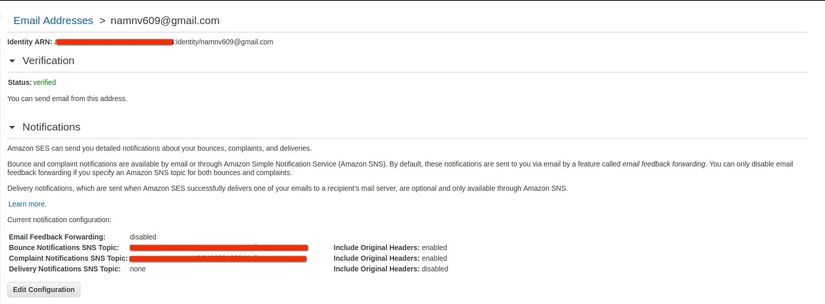 Email Addresses > namnv609@gmail.com
Identity ARN: :identity/namnv609@gmail.com
Verification
Status: verified
You can send email from this address.
Notifications
Amazon SES can send you detailed notifications about your bounces, complaints, and deliveries.
Bounce and complaint notifications are available by email or through Amazon Simple Notification Service (Amazon SNS). By default, these notifications are sent to you via email by a feature called email feedback forwarding. You can only disable email
feedback forwarding if you specify an Amazon SNS topic for both bounces and complaints.
Delivery notifications, which are sent when Amazon SES successfully delivers one of your emails to a recipient's mail server, are optional and only available through Amazon SNS.
Learn more.
Current notification configuration:
Email Feedback Forwarding: disabled
Bounce Notifications SNS Topic: Include Original Headers: enabled
Complaint Notifications SNS Topic: Include Original Headers: enabled
Delivery Notifications SNS Topic: none Include Original Headers: disabled
Edit Configuration